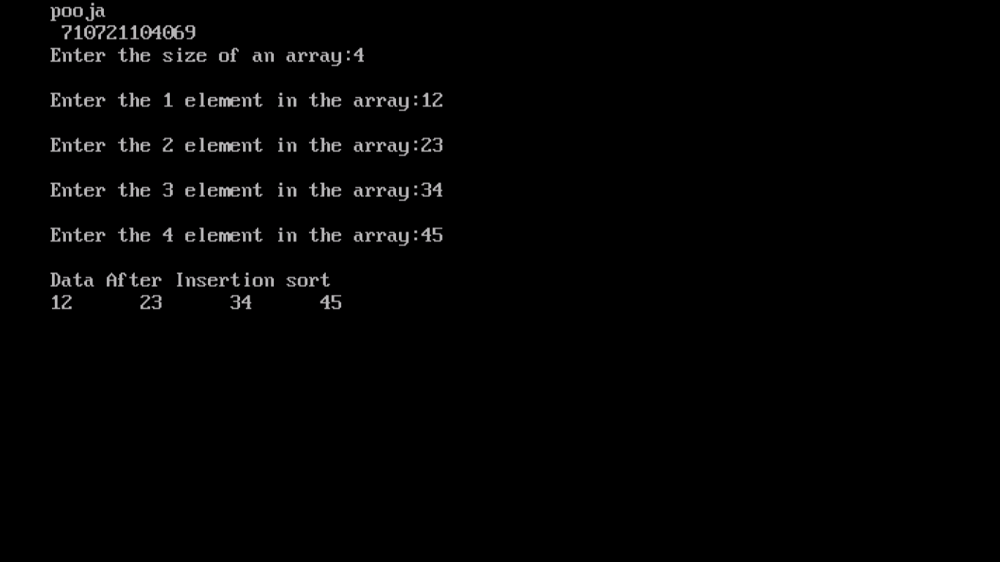 pooja
710721104069
Enter the size of an array:4
Enter the 1 element in the array:12
Enter the 2 element in the array:23
Enter the 3 element in the array:34
Enter the 4 element in the array:45
Data After Insertion sort
12 23 34 45